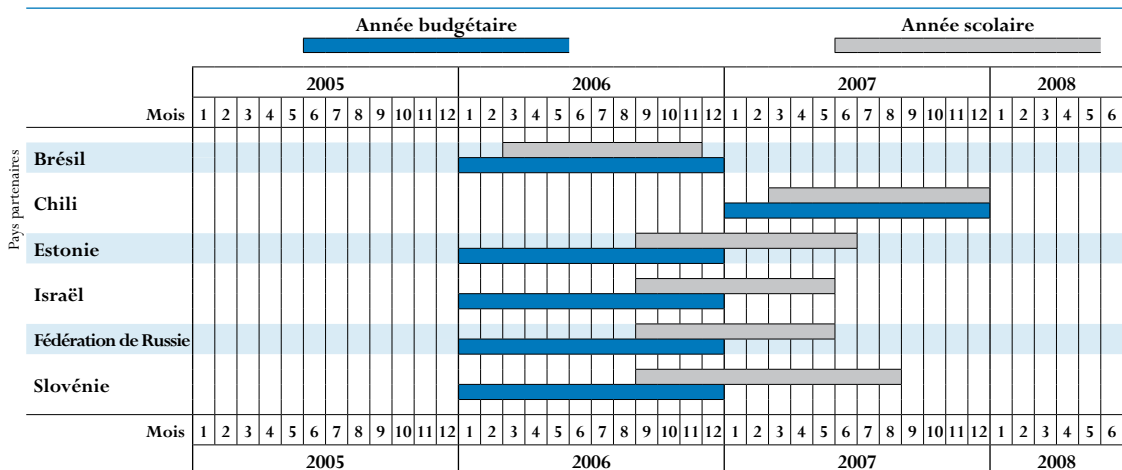 Année budgétaire Année scolaire
2005 2006 2007 2008
Mois 1 2 3 4 5 6 7 8 9 10 11 12 1 2 3 4 5 6 7 8 9 10 11 12 1 2 3 4 5 6 7 8 9 10 11 12 1 2 3 4 5 6
Pays partenaires
Brésil
Chili
Estonie
Israël
Fédération de Russie
Slovénie
Mois 1 2 3 4 5 6 7 8 9 10 11 12 1 2 3 4 5 6 7 8 9 10 11 12 1 2 3 4 5 6 7 8 9 10 11 12 1 2 3 4 5 6
2005 2006 2007 2008